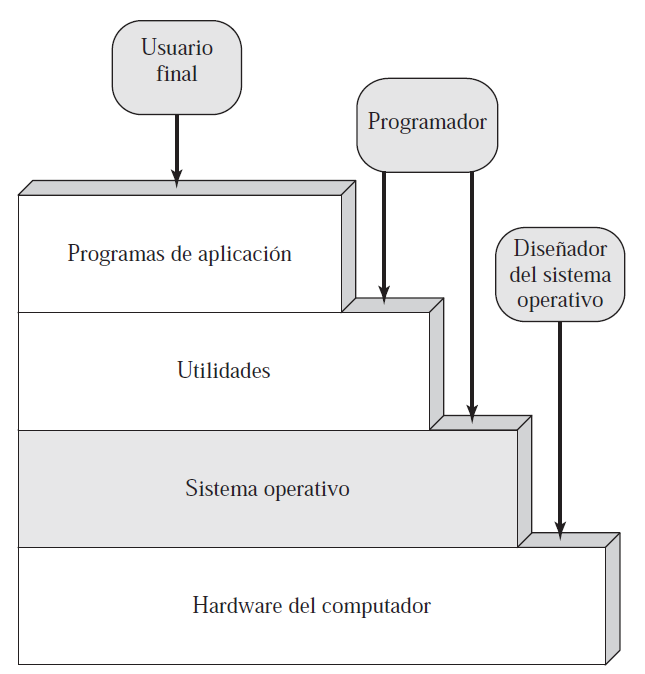 Usuario
final
Programador
Diseñador
del sistema
operativo
Programas de aplicación
Utilidades
Sistema operativo
Hardware del computador